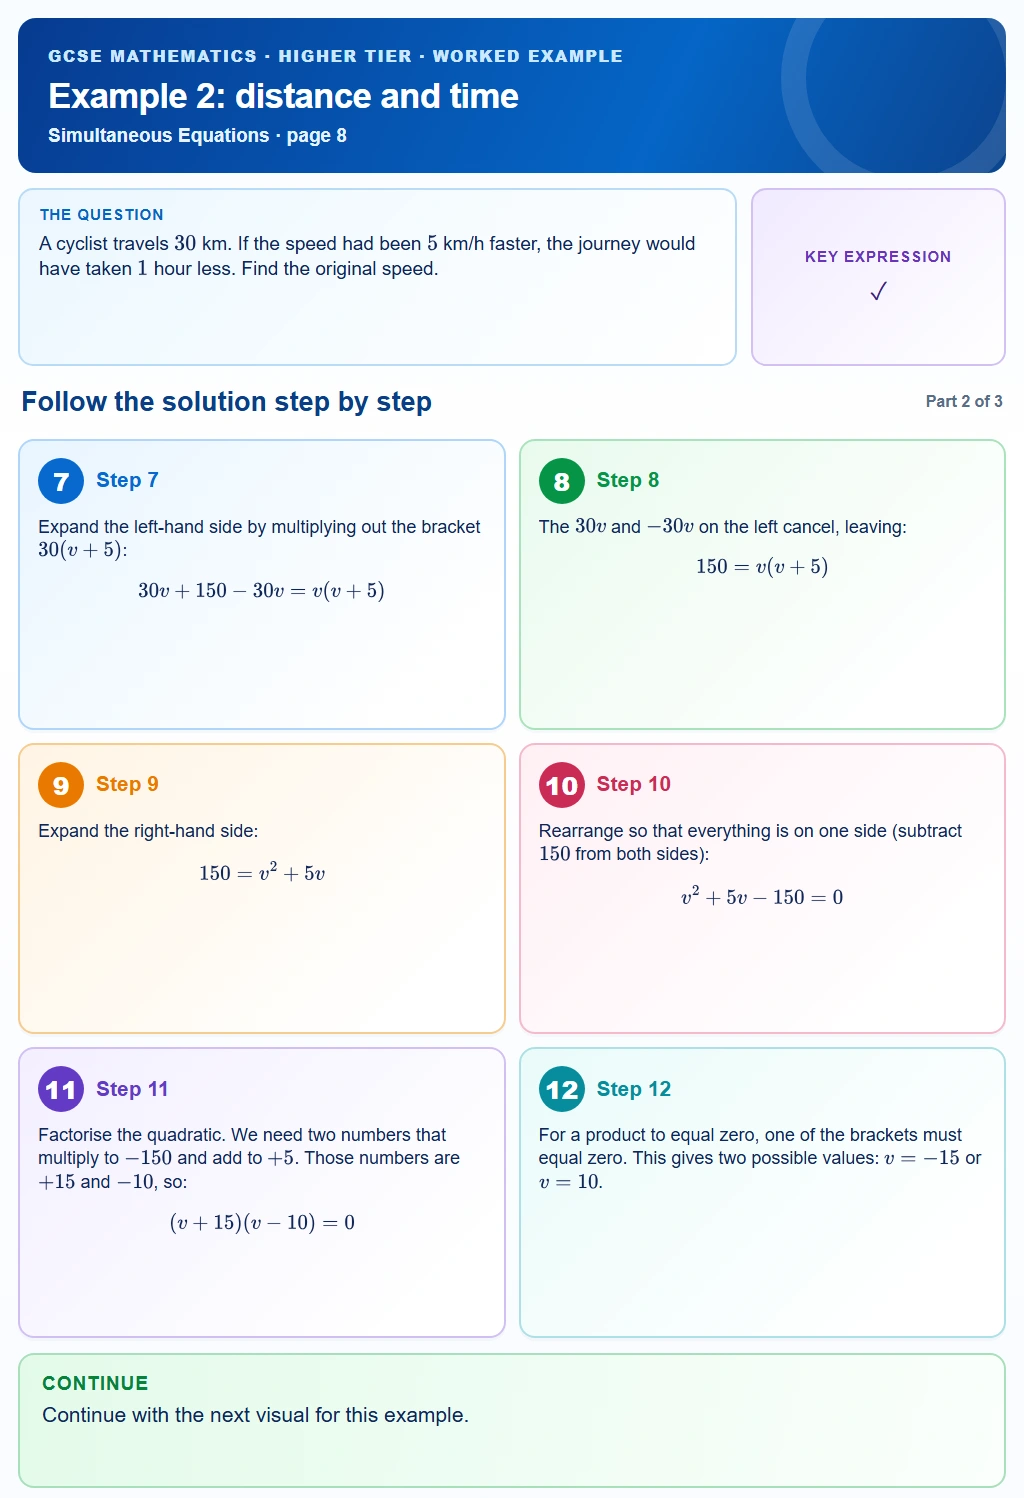 GCSE MATHEMATICS · HIGHER TIER · WORKED EXAMPLE
Example 2: distance and time
Simultaneous Equations · page 8
THE QUESTION
A cyclist travels 30 km. If the speed had been 5 km/h faster, the journey would
have taken 1 hour less. Find the original speed.
KEY EXPRESSION
✓
Follow the solution step by step
Part 2 of 3
7 Step 7
Expand the left-hand side by multiplying out the bracket
30(v + 5):
30v + 150 − 30v = v(v + 5)
8 Step 8
The 30v and −30v on the left cancel, leaving:
150 = v(v + 5)
9 Step 9
Expand the right-hand side:
150 = v² + 5v
10 Step 10
Rearrange so that everything is on one side (subtract
150 from both sides):
v² + 5v − 150 = 0
11 Step 11
Factorise the quadratic. We need two numbers that
multiply to −150 and add to +5. Those numbers are
+15 and −10, so:
(v + 15)(v − 10) = 0
12 Step 12
For a product to equal zero, one of the brackets must
equal zero. This gives two possible values: v = −15 or
v = 10.
CONTINUE
Continue with the next visual for this example.